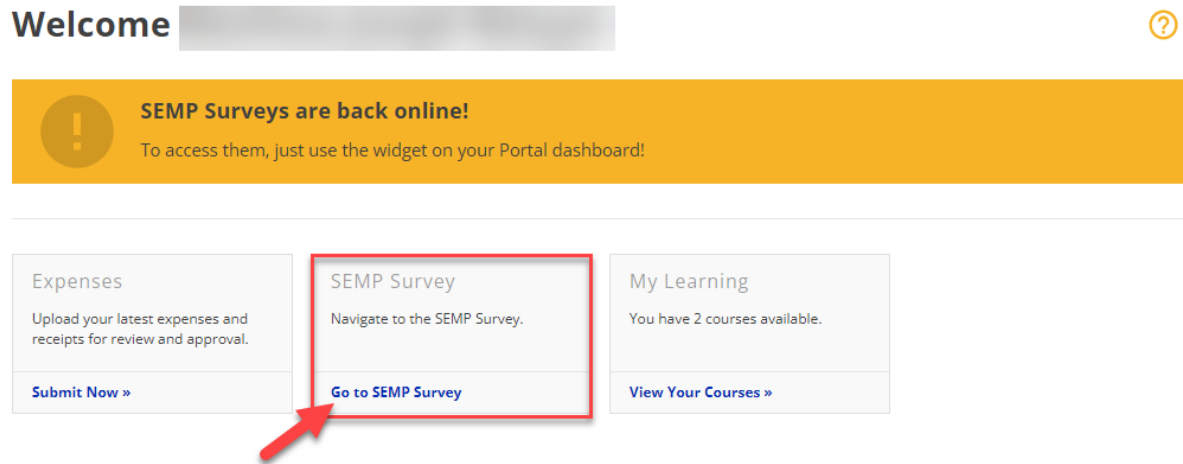 Welcome
?
!
SEMP Surveys are back online!
To access them, just use the widget on your Portal dashboard!
Expenses
Upload your latest expenses and
receipts for review and approval.
Submit Now »
SEMP Survey
Navigate to the SEMP Survey.
Go to SEMP Survey
My Learning
You have 2 courses available.
View Your Courses »